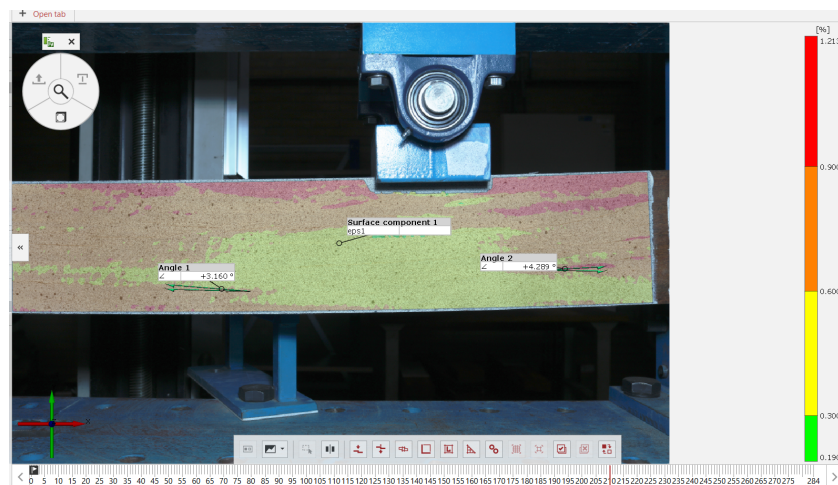 + Open tab
[%]
1.213
0.900
Surface component 1
eps1
Angle 2
∠ +4.289 °
Angle 1
∠ +3.160 °
0.600
0.300
0.190
0 5 10 15 20 25 30 35 40 45 50 55 60 65 70 75 80 85 90 95 100 105 110 115 120 125 130 135 140 145 150 155 160 165 170 175 180 185 190 195 200 205 210 215 220 225 230 235 240 245 250 255 260 265 270 275 284